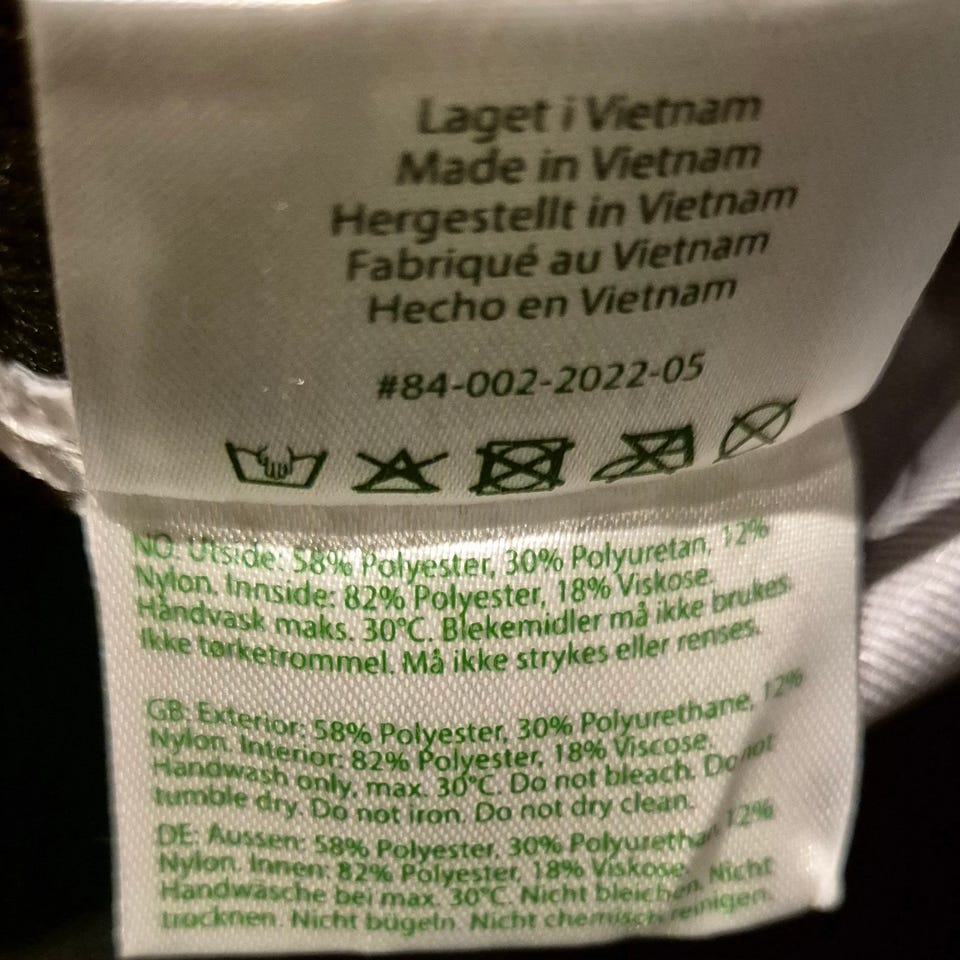 Laget i Vietnam
Made in Vietnam
Hergestellt in Vietnam
Fabriqué au Vietnam
Hecho en Vietnam
#84-002-2022-05
NO: Utside: 58% Polyester, 30% Polyuretan, 12%
Nylon. Innside: 82% Polyester, 18% Viskose.
Håndvask maks. 30°C. Blekemidler må ikke brukes.
Ikke tørketrommel. Må ikke strykes eller renses.
GB: Exterior: 58% Polyester, 30% Polyurethane, 12%
Nylon. Interior: 82% Polyester, 18% Viscose.
Handwash only, max. 30°C. Do not bleach. Do not
tumble dry. Do not iron. Do not dry clean.
DE: Aussen: 58% Polyester, 30% Polyurethan, 12%
Nylon. Innen: 82% Polyester, 18% Viskose. Nicht
Handwäsche bei max. 30°C. Nicht bleichen. Nicht
trocknen. Nicht bügeln. Nicht chemisch reinigen.